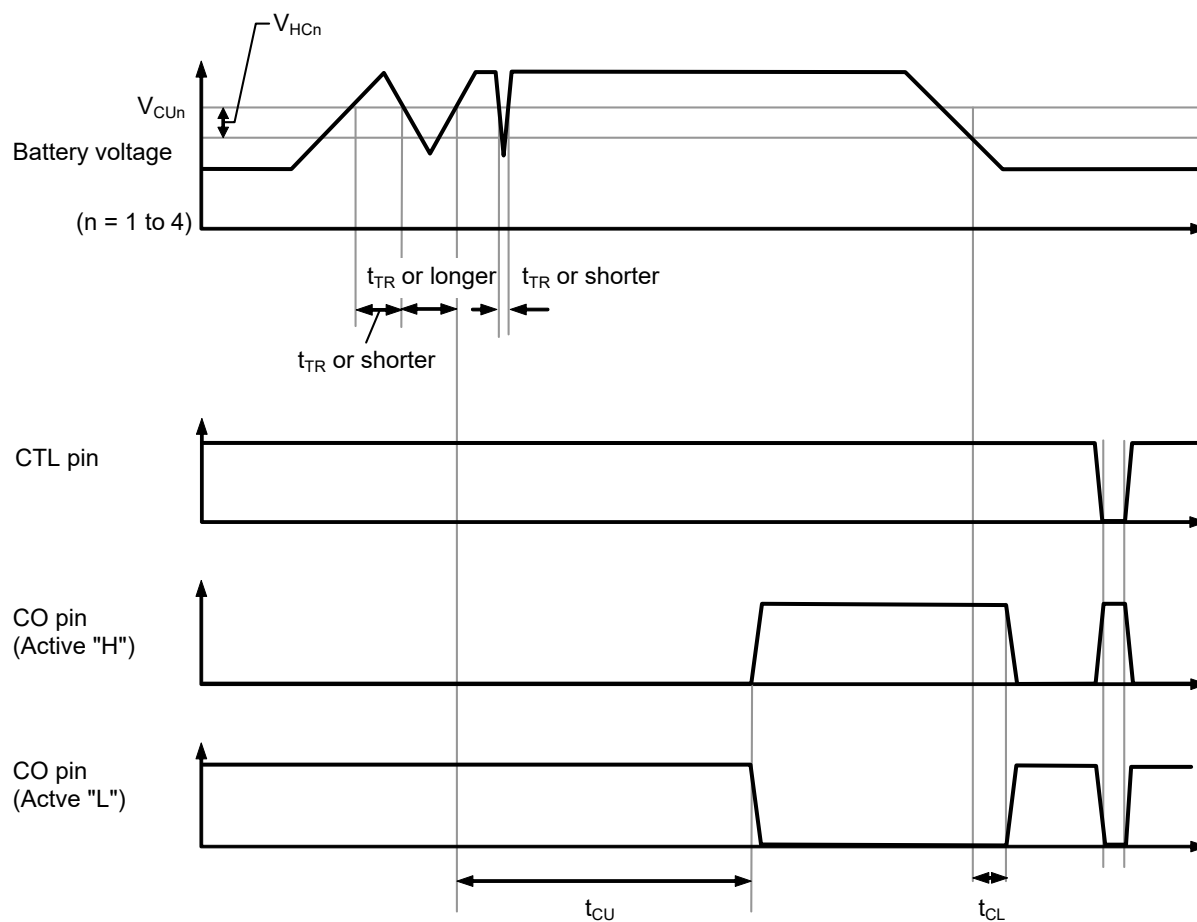 VHCn
VCUn
Battery voltage
(n = 1 to 4)
tTR or longer
tTR or shorter
tTR or shorter
CTL pin
CO pin
(Active "H")
CO pin
(Actve "L")
tCU
tCL